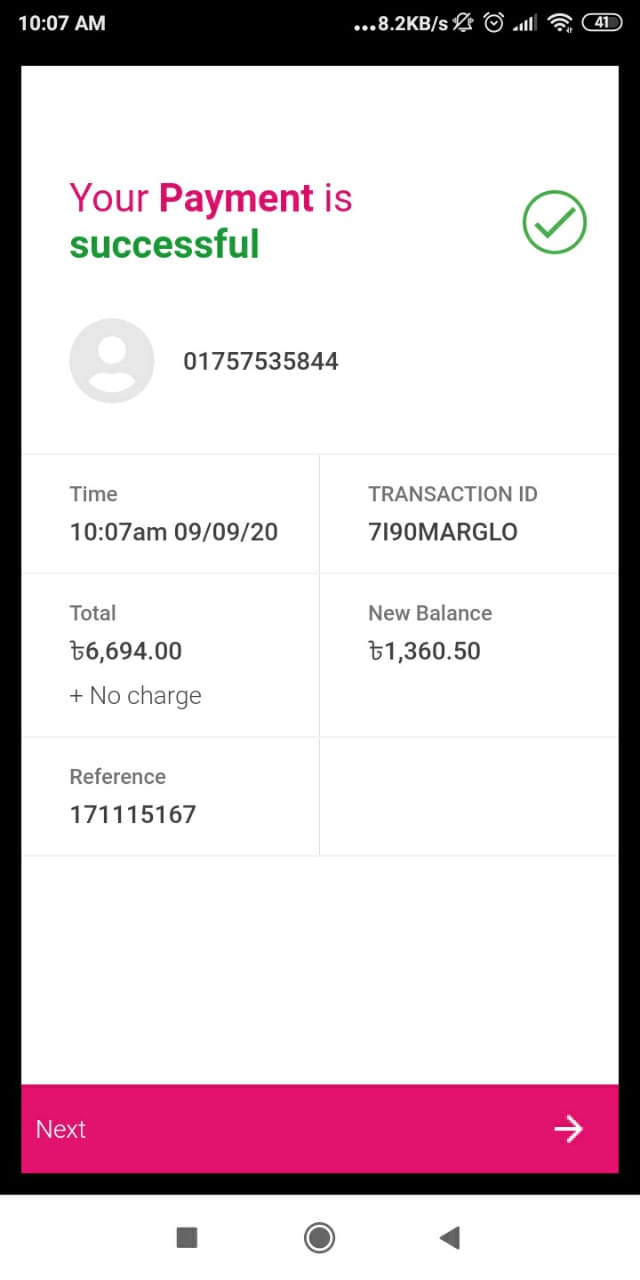 10:07 AM
...8.2KB/s
41
Your Payment is
successful
01757535844
Time
10:07am 09/09/20
TRANSACTION ID
7I90MARGLO
Total
৳6,694.00
+ No charge
New Balance
৳1,360.50
Reference
171115167
Next